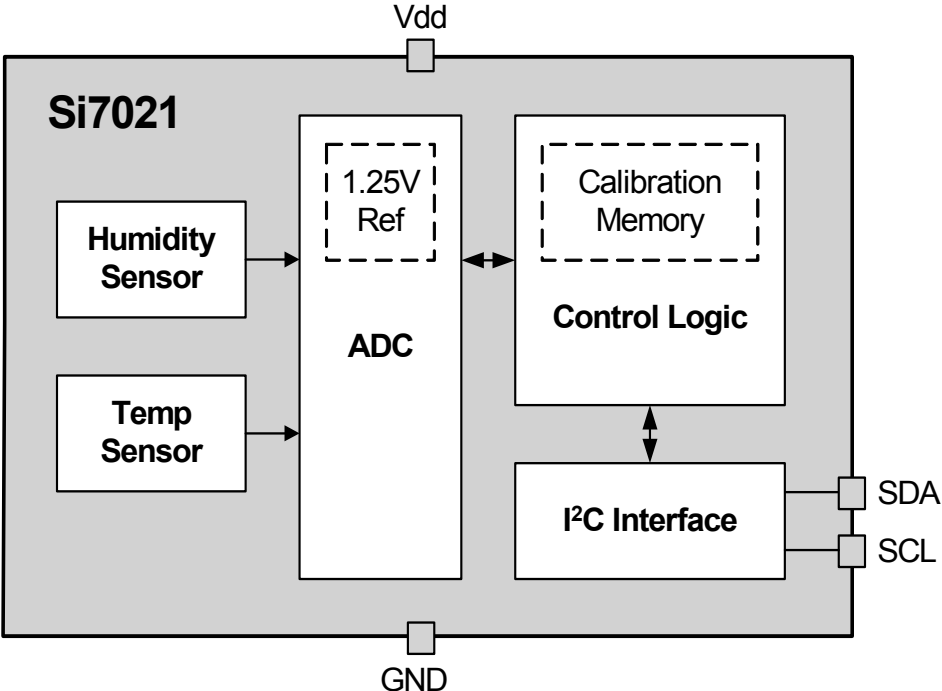 Vdd
Si7021
1.25V
Ref
Calibration
Memory
Humidity
Sensor
ADC
Control Logic
Temp
Sensor
I²C Interface
SDA
SCL
GND